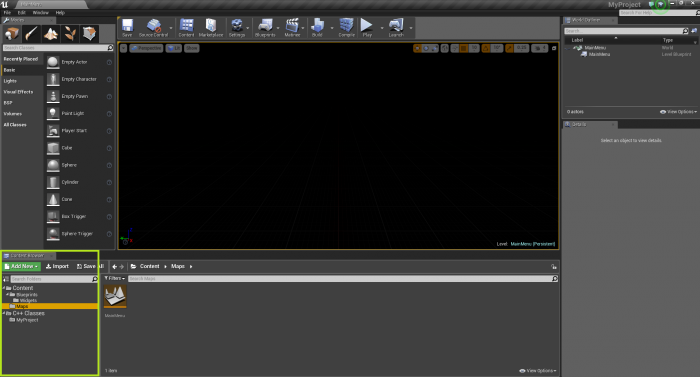 MyProject
File Edit Window Help
Search For Help
Modes
Save
Source Control
Content
Marketplace
Settings
Blueprints
Matinee
Build
Compile
Play
Launch
Search Classes
Recently Placed
Basic
Lights
Visual Effects
BSP
Volumes
All Classes
Empty Actor
Empty Character
Empty Pawn
Point Light
Player Start
Cube
Sphere
Cylinder
Cone
Box Trigger
Sphere Trigger
Perspective
Lit
Show
Level: MainMenu (Persistent)
World Outliner
Search
Label
Type
MainMenu
World
MainMenu
Level Blueprint
0 actors
View Options
Details
Select an object to view details.
Content Browser
Add New
Import
Save All
Content
Maps
Search Folders
Filters
Search Maps
Content
Blueprints
Widgets
Maps
C++ Classes
MyProject
MainMenu
1 item
View Options